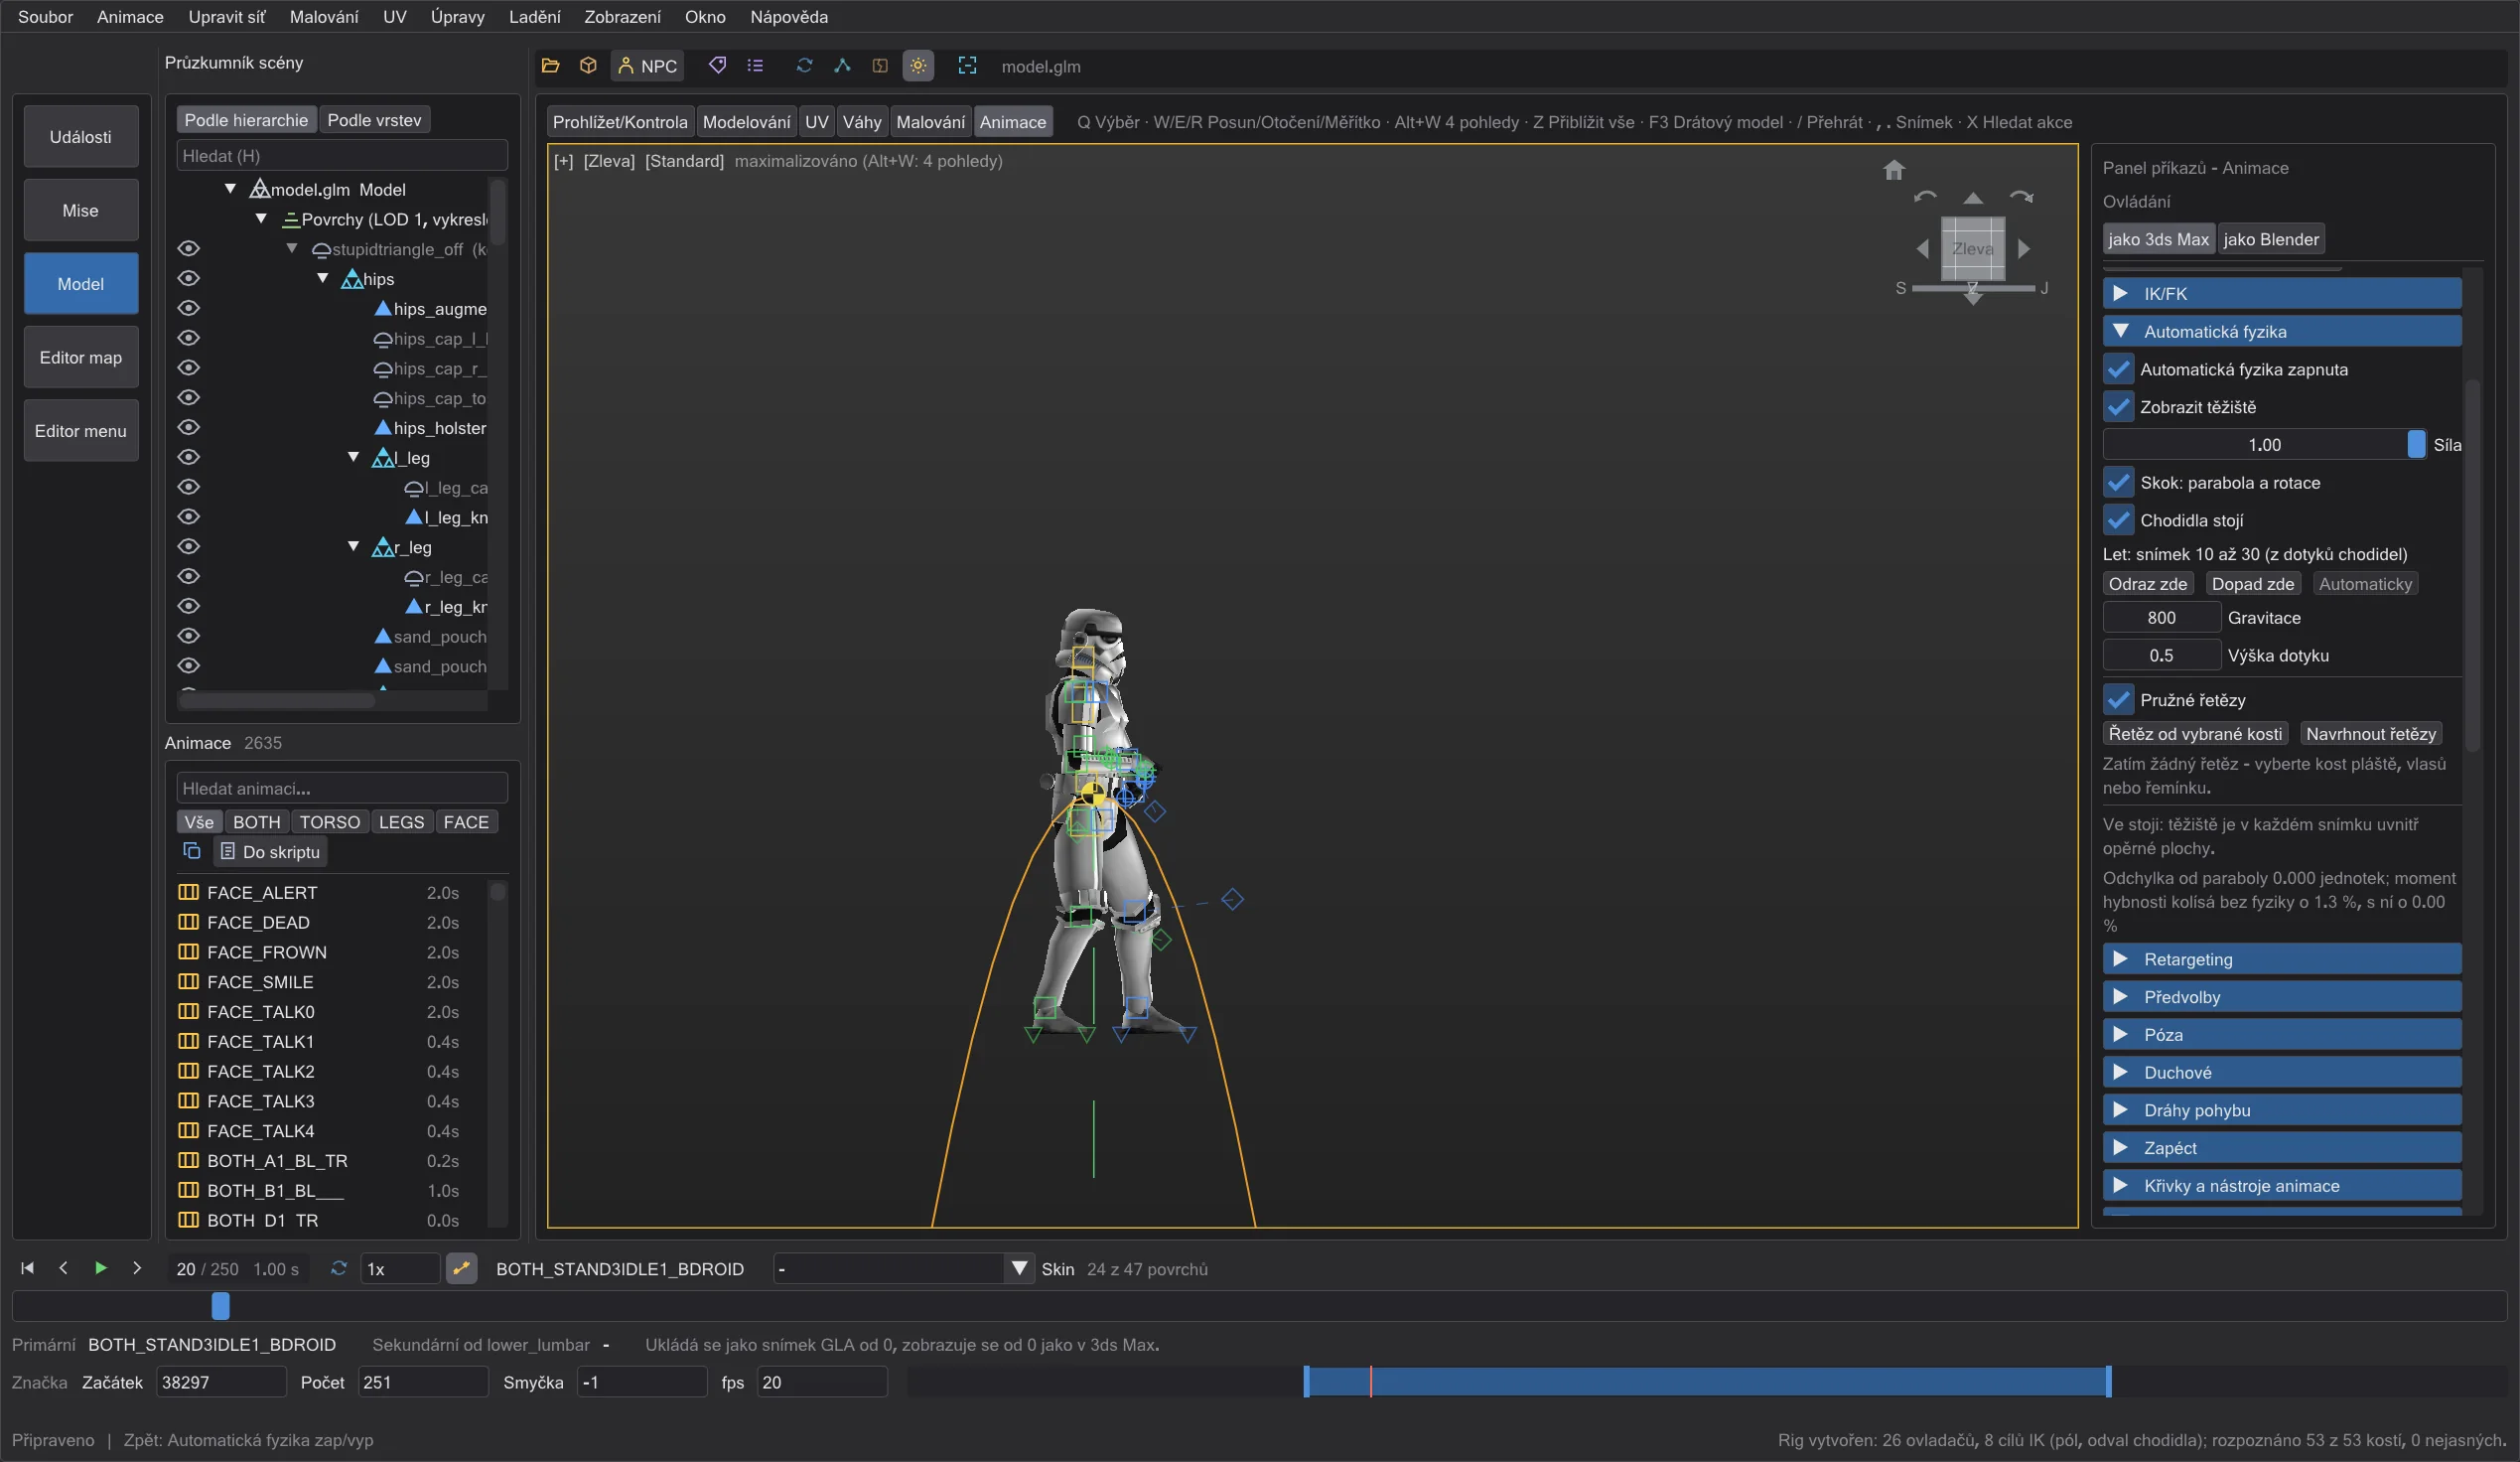 Soubor Animace Upravit síť Malování UV Úpravy Ladění Zobrazení Okno Nápověda
Průzkumník scény
NPC model.glm
Události
Mise
Model
Editor map
Editor menu
Podle hierarchie Podle vrstev
Hledat (H)
model.glm Model
Povrchy (LOD 1, vykresle
stupidtriangle_off (k
hips
hips_augme
hips_cap_l_
hips_cap_r_
hips_cap_to
hips_holster
l_leg
l_leg_ca
l_leg_kn
r_leg
r_leg_ca
r_leg_kn
sand_pouch
sand_pouch
Animace 2635
Hledat animaci...
Vše BOTH TORSO LEGS FACE
Do skriptu
FACE_ALERT 2.0s
FACE_DEAD 2.0s
FACE_FROWN 2.0s
FACE_SMILE 2.0s
FACE_TALK0 2.0s
FACE_TALK1 0.4s
FACE_TALK2 0.4s
FACE_TALK3 0.4s
FACE_TALK4 0.4s
BOTH_A1_BL_TR 0.2s
BOTH_B1_BL___ 1.0s
BOTH_D1_TR 0.0s
Prohlížet/Kontrola Modelování UV Váhy Malování Animace Q Výběr · W/E/R Posun/Otočení/Měřítko · Alt+W 4 pohledy · Z Přiblížit vše · F3 Drátový model · / Přehrát · , . Snímek · X Hledat akce
[+] [Zleva] [Standard] maximalizováno (Alt+W: 4 pohledy)
Zleva
S Z J
Panel příkazů - Animace
Ovládání
jako 3ds Max jako Blender
IK/FK
Automatická fyzika
Automatická fyzika zapnuta
Zobrazit těžiště
1.00 Síla
Skok: parabola a rotace
Chodidla stojí
Let: snímek 10 až 30 (z dotyků chodidel)
Odraz zde Dopad zde Automaticky
800 Gravitace
0.5 Výška dotyku
Pružné řetězy
Řetěz od vybrané kosti Navrhnout řetězy
Zatím žádný řetěz - vyberte kost pláště, vlasů
nebo řemínku.
Ve stoji: těžiště je v každém snímku uvnitř
opěrné plochy.
Odchylka od paraboly 0.000 jednotek; moment
hybnosti kolísá bez fyziky o 1.3 %, s ní o 0.00
%
Retargeting
Předvolby
Póza
Duchové
Dráhy pohybu
Zapéct
Křivky a nástroje animace
20 / 250 1.00 s 1x BOTH_STAND3IDLE1_BDROID - Skin 24 z 47 povrchů
Primární BOTH_STAND3IDLE1_BDROID Sekundární od lower_lumbar - Ukládá se jako snímek GLA od 0, zobrazuje se od 0 jako v 3ds Max.
Značka Začátek 38297 Počet 251 Smyčka -1 fps 20
Připraveno | Zpět: Automatická fyzika zap/vyp
Rig vytvořen: 26 ovladačů, 8 cílů IK (pól, odval chodidla); rozpoznáno 53 z 53 kostí, 0 nejasných.